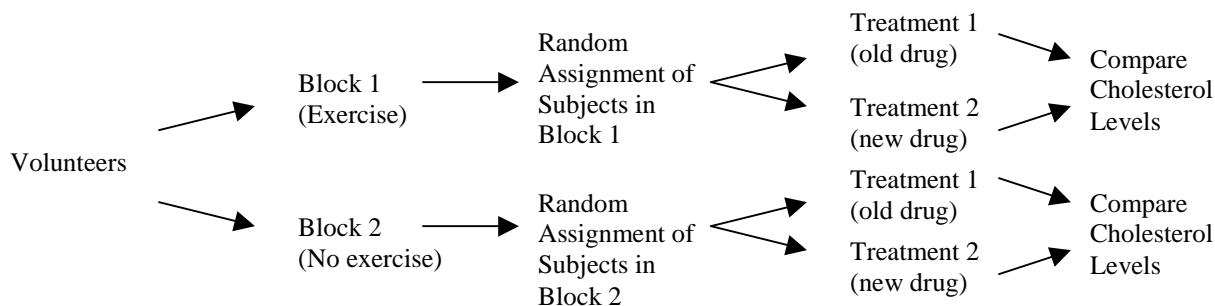 Volunteers
Block 1
(Exercise)
Random
Assignment of
Subjects in
Block 1
Treatment 1
(old drug)
Treatment 2
(new drug)
Compare
Cholesterol
Levels
Block 2
(No exercise)
Random
Assignment of
Subjects in
Block 2
Treatment 1
(old drug)
Treatment 2
(new drug)
Compare
Cholesterol
Levels